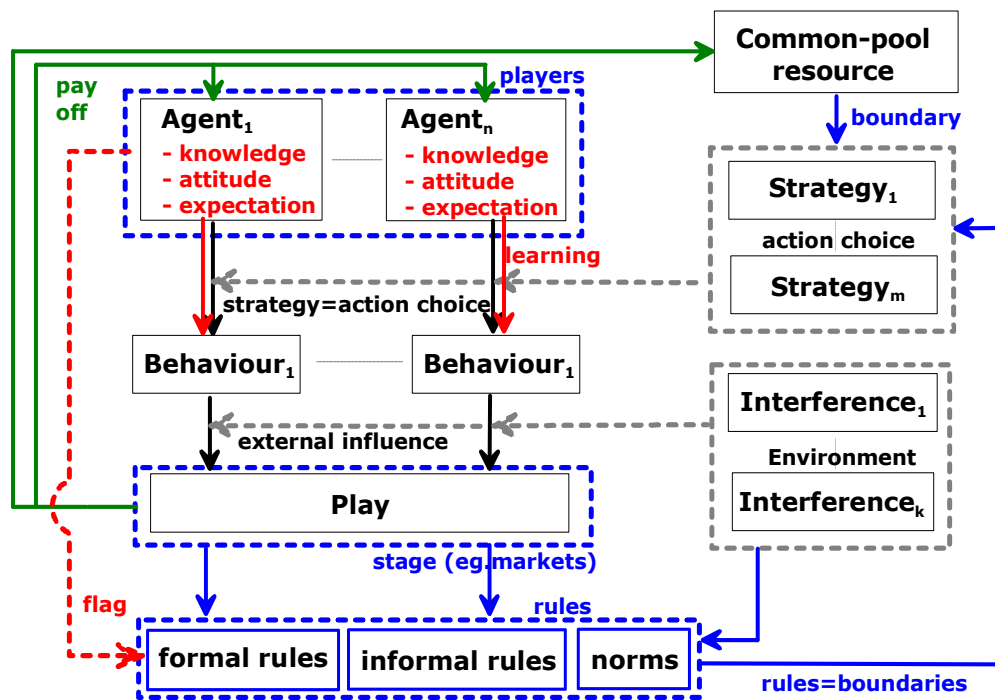 Common-pool
resource
players
pay
off
boundary
Agent1
- knowledge
- attitude
- expectation
Agentn
- knowledge
- attitude
- expectation
Strategy1
action choice
Strategym
learning
strategy=action choice
Behaviour1
Behaviour1
Interference1
Environment
Interferencek
external influence
Play
stage (eg.markets)
flag
rules
formal rules
informal rules
norms
rules=boundaries